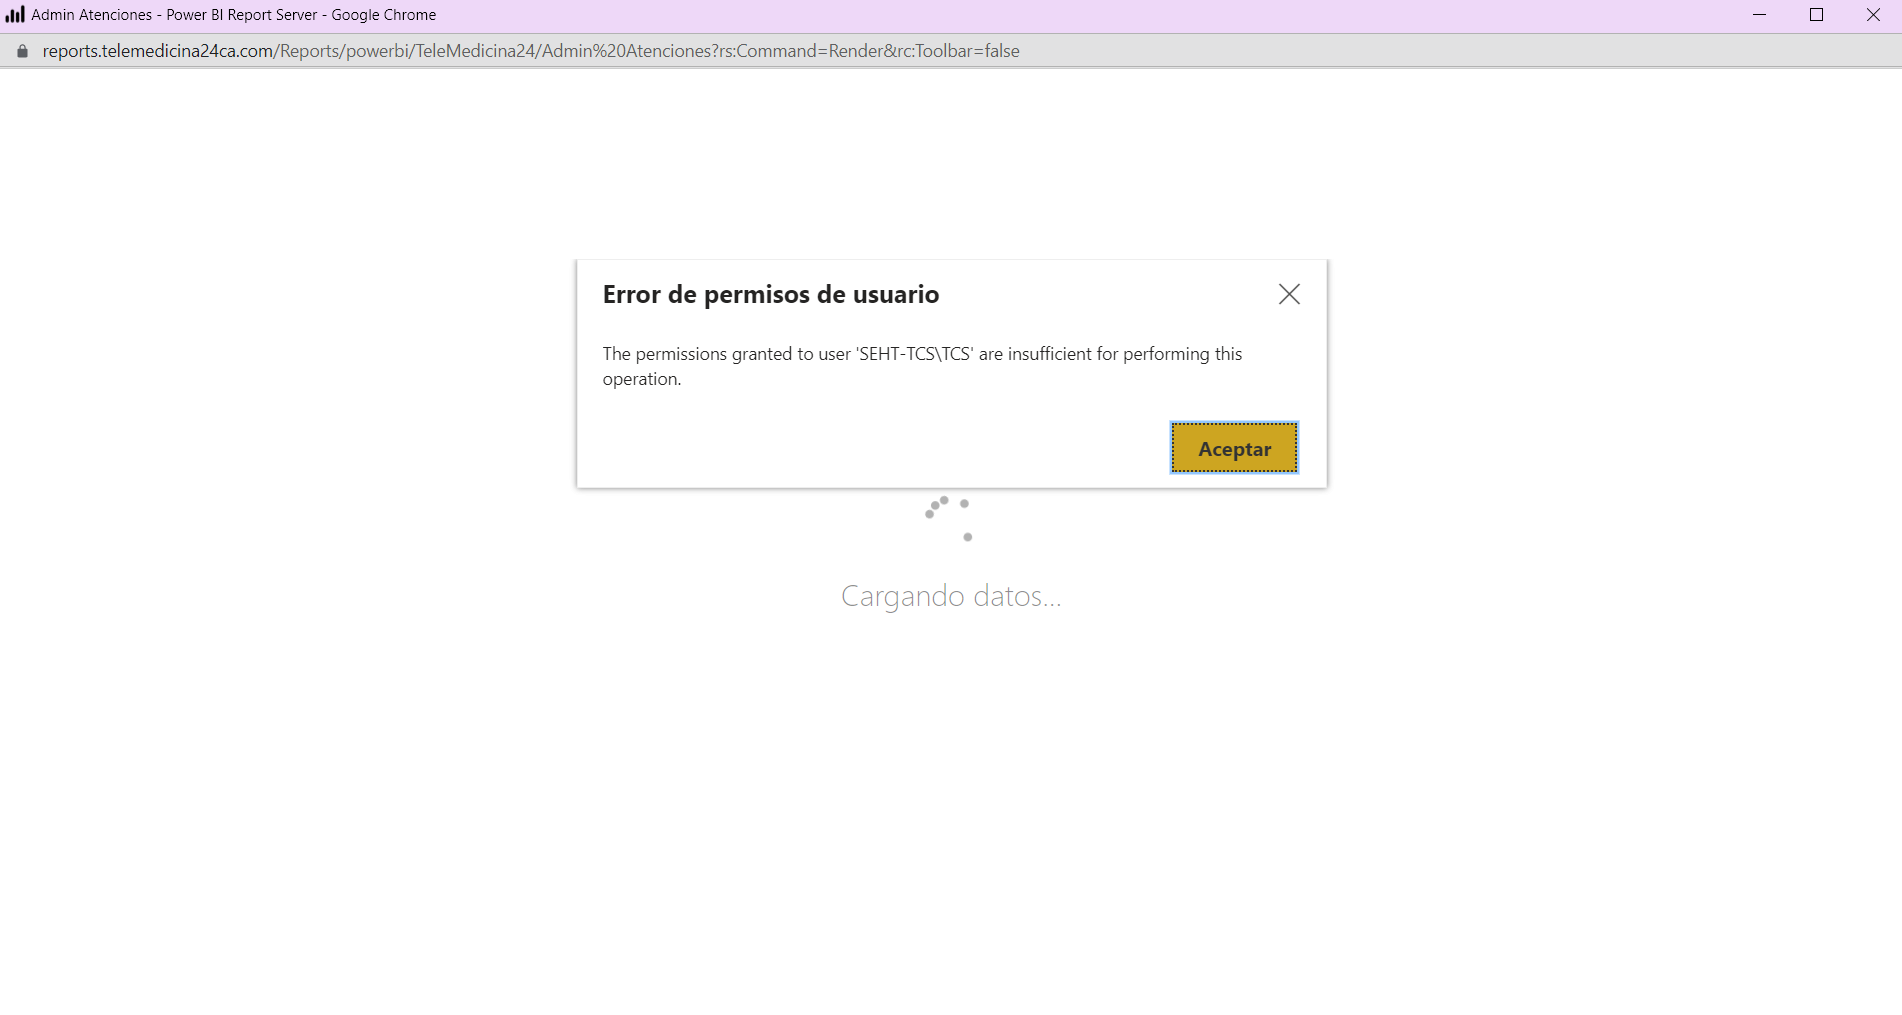 Admin Atenciones - Power BI Report Server - Google Chrome
reports.telemedicina24ca.com/Reports/powerbi/TeleMedicina24/Admin%20Atenciones?rs:Command=Render&rc:Toolbar=false
Error de permisos de usuario
The permissions granted to user 'SEHT-TCS\TCS' are insufficient for performing this
operation.
Aceptar
Cargando datos...